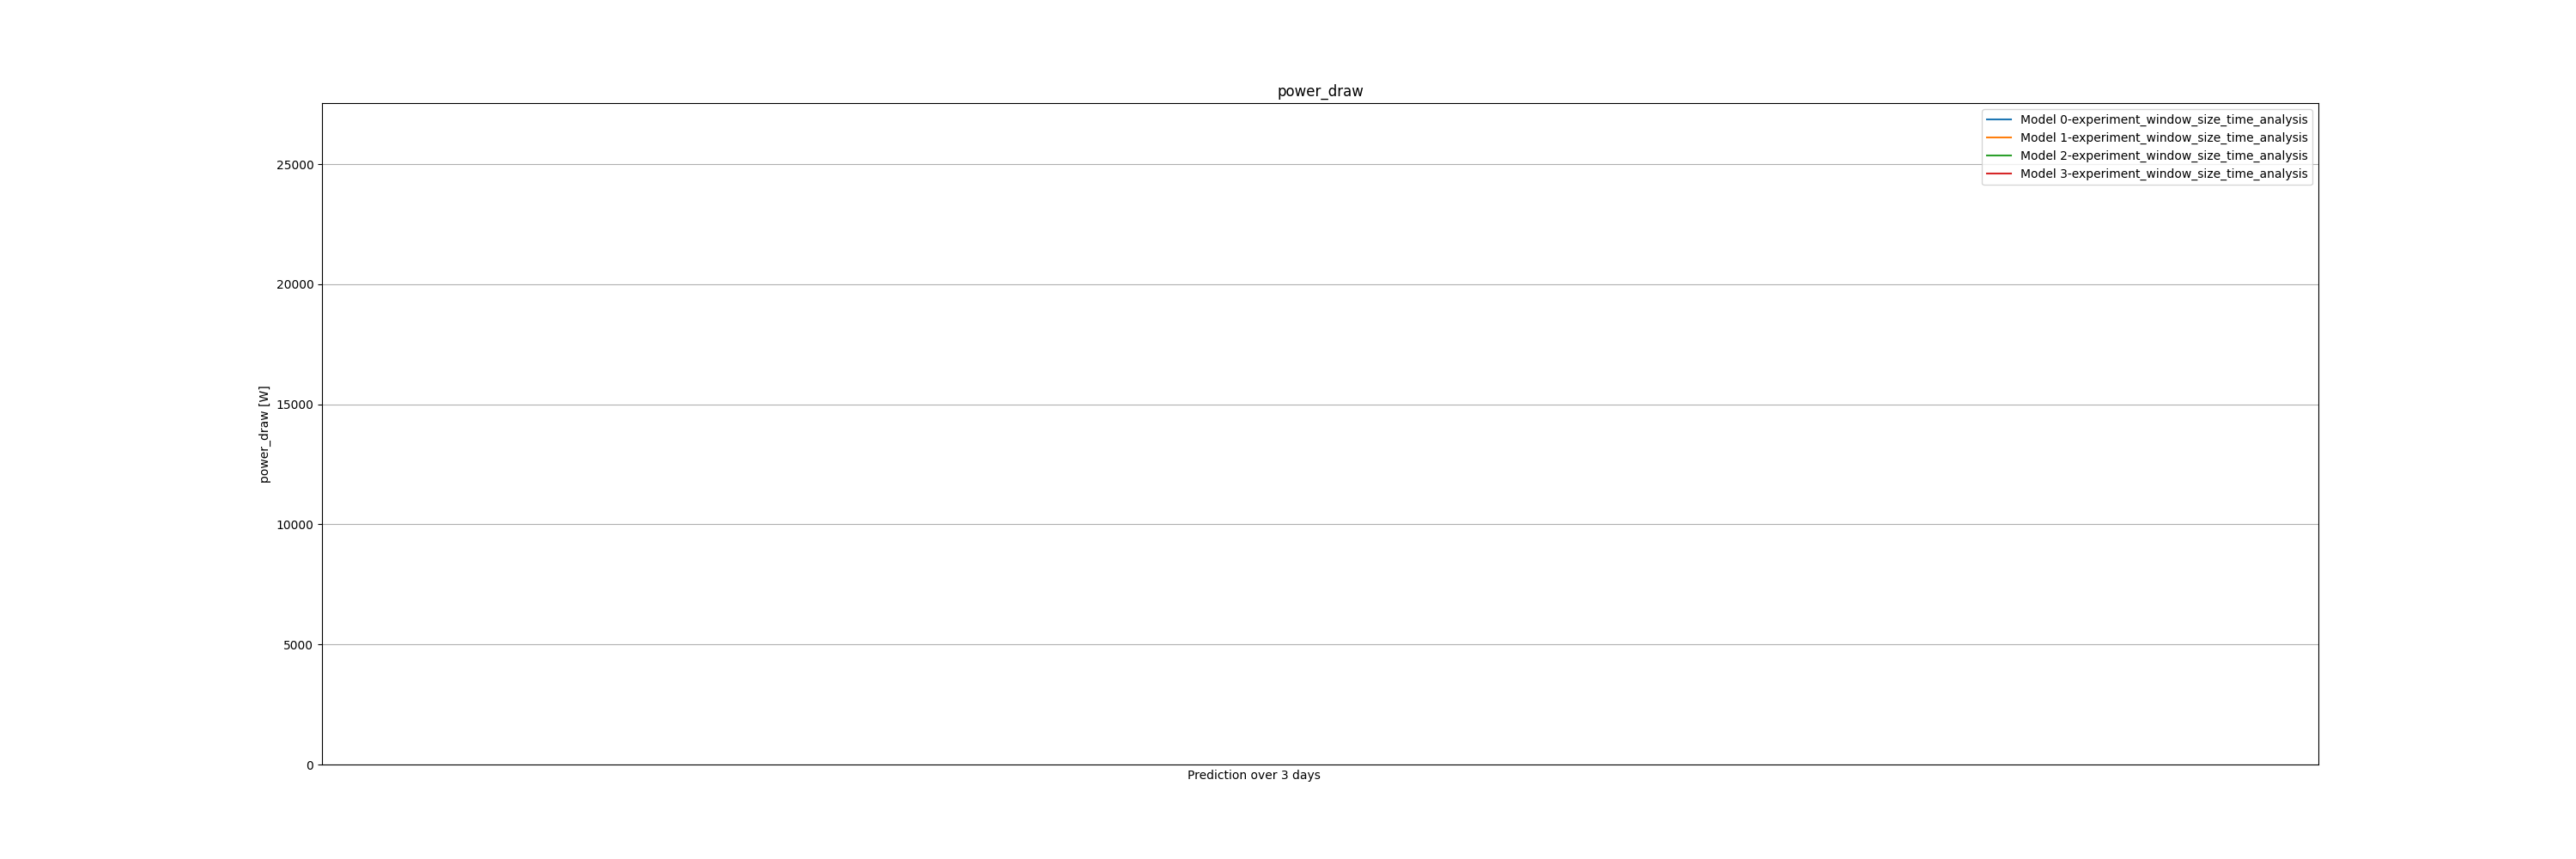 power_draw
Model 0-experiment_window_size_time_analysis
Model 1-experiment_window_size_time_analysis
Model 2-experiment_window_size_time_analysis
Model 3-experiment_window_size_time_analysis
25000
20000
15000
10000
5000
0
power_draw [W]
Prediction over 3 days